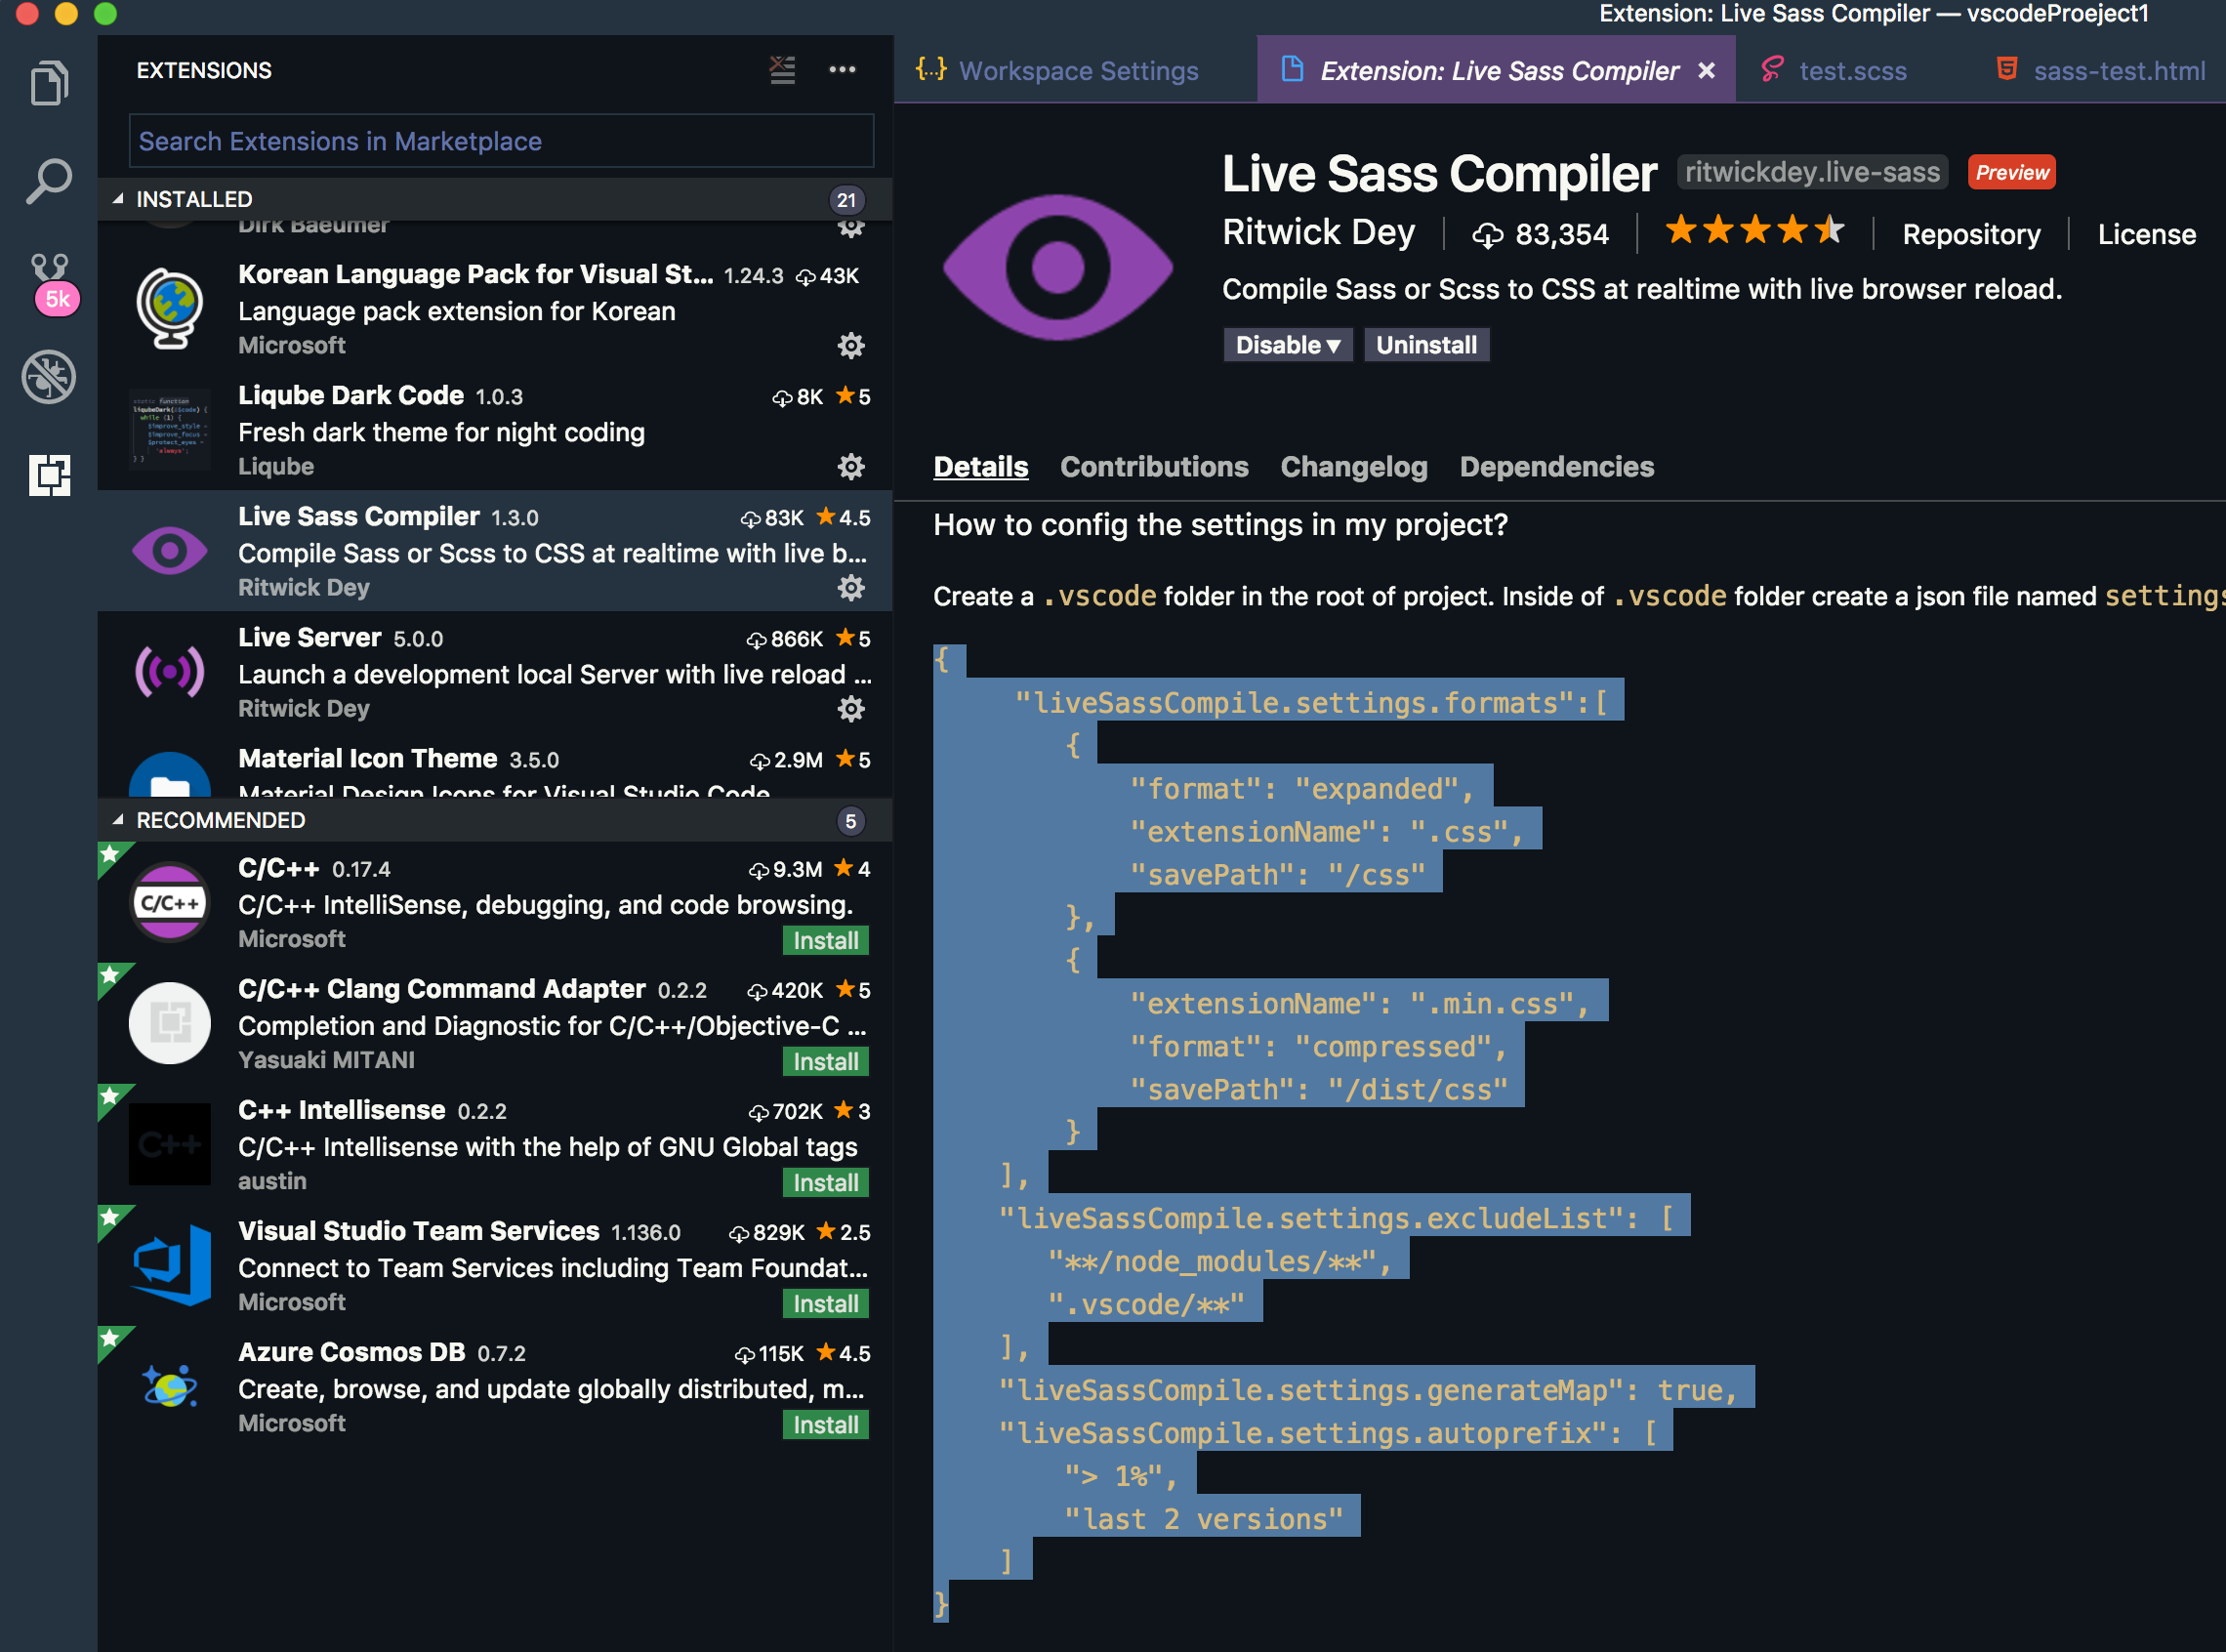 Extension: Live Sass Compiler — vscodeProeject1
EXTENSIONS
Search Extensions in Marketplace
INSTALLED 21
Dirk Baeumer
Korean Language Pack for Visual St... 1.24.3 43K
Language pack extension for Korean
Microsoft
Liqube Dark Code 1.0.3 8K 5
Fresh dark theme for night coding
Liqube
Live Sass Compiler 1.3.0 83K 4.5
Compile Sass or Scss to CSS at realtime with live b...
Ritwick Dey
Live Server 5.0.0 866K 5
Launch a development local Server with live reload ...
Ritwick Dey
Material Icon Theme 3.5.0 2.9M 5
Material Design Icons for Visual Studio Code
RECOMMENDED 5
C/C++
C/C++ 0.17.4 9.3M 4
C/C++ IntelliSense, debugging, and code browsing.
Microsoft Install
C/C++ Clang Command Adapter 0.2.2 420K 5
Completion and Diagnostic for C/C++/Objective-C ...
Yasuaki MITANI Install
C++
C++ Intellisense 0.2.2 702K 3
C/C++ Intellisense with the help of GNU Global tags
austin Install
Visual Studio Team Services 1.136.0 829K 2.5
Connect to Team Services including Team Foundat...
Microsoft Install
Azure Cosmos DB 0.7.2 115K 4.5
Create, browse, and update globally distributed, m...
Microsoft Install
5k
{...} Workspace Settings
Extension: Live Sass Compiler ×
test.scss
sass-test.html
Live Sass Compiler ritwickdey.live-sass Preview
Ritwick Dey 83,354 Repository License
Compile Sass or Scss to CSS at realtime with live browser reload.
Disable▼ Uninstall
Details Contributions Changelog Dependencies
How to config the settings in my project?
Create a .vscode folder in the root of project. Inside of .vscode folder create a json file named settings
{
"liveSassCompile.settings.formats":[
{
"format": "expanded",
"extensionName": ".css",
"savePath": "/css"
},
{
"extensionName": ".min.css",
"format": "compressed",
"savePath": "/dist/css"
}
],
"liveSassCompile.settings.excludeList": [
"**/node_modules/**",
".vscode/**"
],
"liveSassCompile.settings.generateMap": true,
"liveSassCompile.settings.autoprefix": [
"> 1%",
"last 2 versions"
]
}